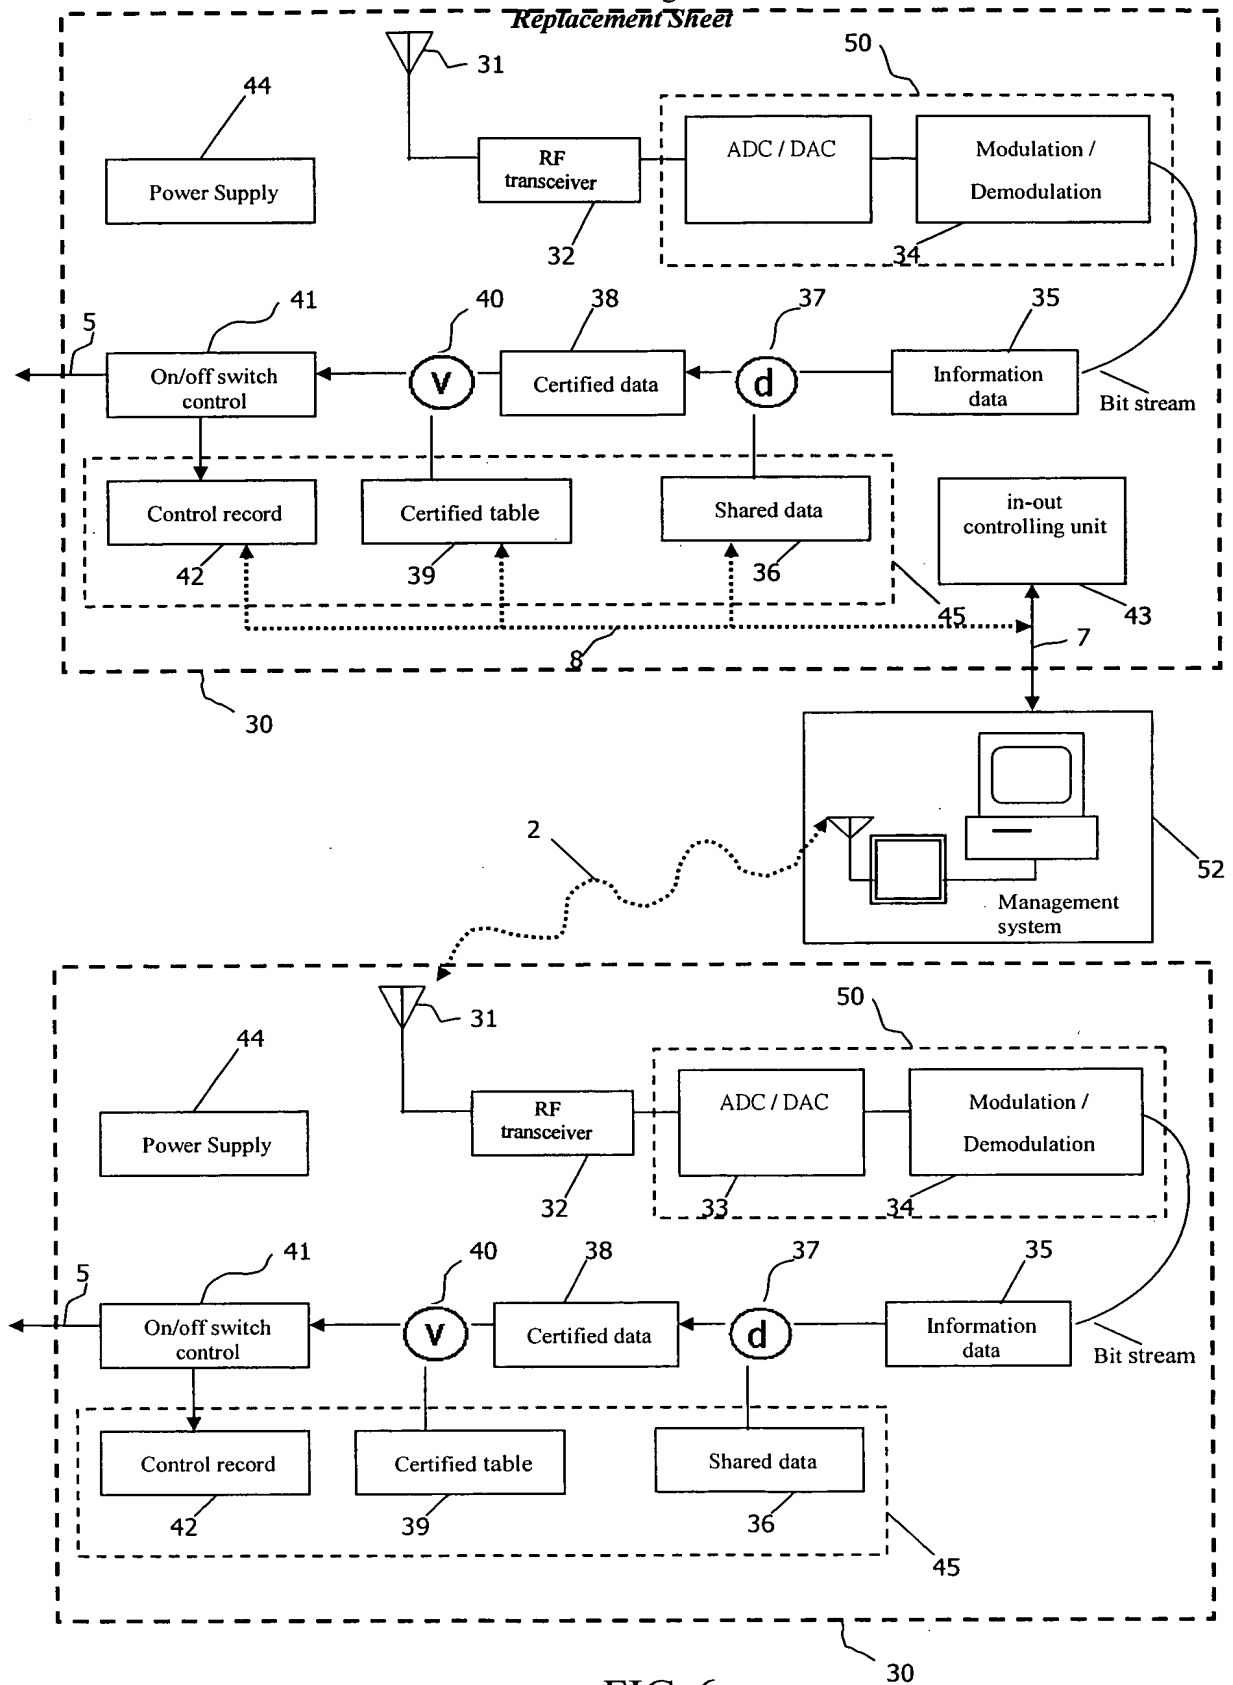 Replacement Sheet
50
31
44
RF
transceiver
ADC / DAC
Modulation /
Demodulation
Power Supply
32
34
41
40
38
37
35
5
On/off switch
control
V
Certified data
d
Information
data
Bit stream
Control record
Certified table
Shared data
in-out
controlling unit
42
39
36
45
43
8
7
30
2
52
Management
system
50
31
44
RF
transceiver
ADC / DAC
Modulation /
Demodulation
Power Supply
32
33
34
41
40
38
37
35
5
On/off switch
control
V
Certified data
d
Information
data
Bit stream
Control record
Certified table
Shared data
42
39
36
45
30